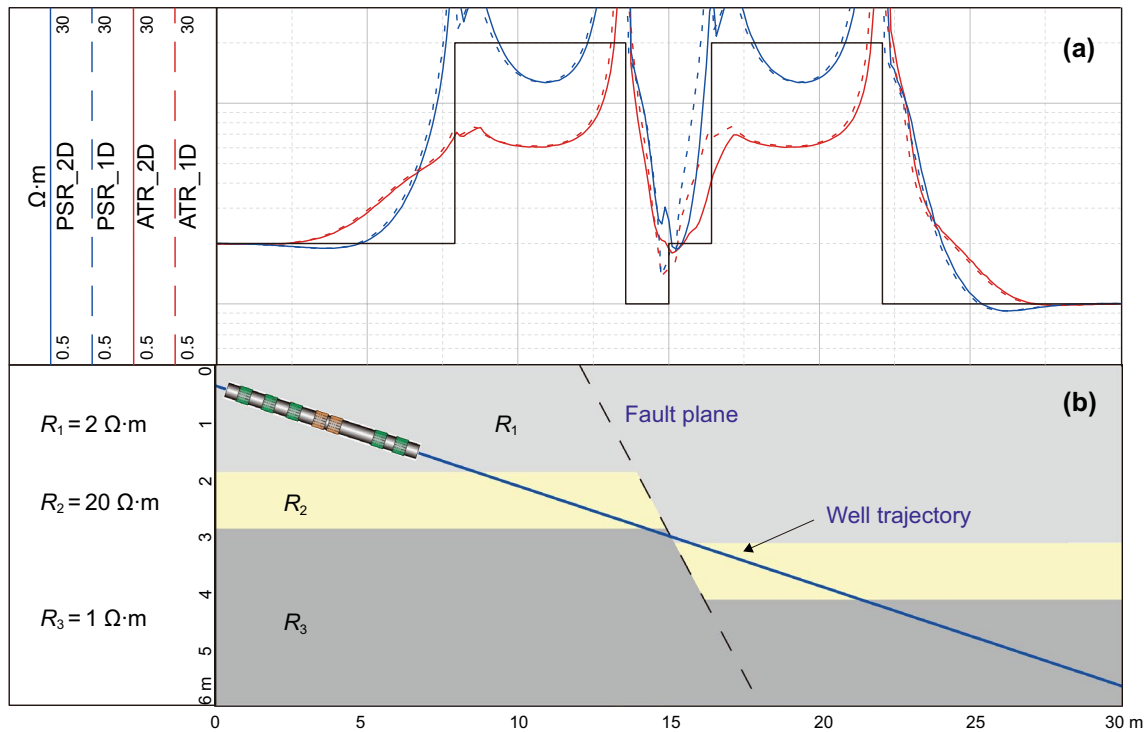 Ω·m
0.5 PSR_2D 30
0.5 PSR_1D 30
0.5 ATR_2D 30
0.5 ATR_1D 30
(a)
R1 = 2 Ω·m
R2 = 20 Ω·m
R3 = 1 Ω·m
0
1
2
3
4
5
6 m
(b)
R1
Fault plane
R2
Well trajectory
R3
0 5 10 15 20 25 30 m